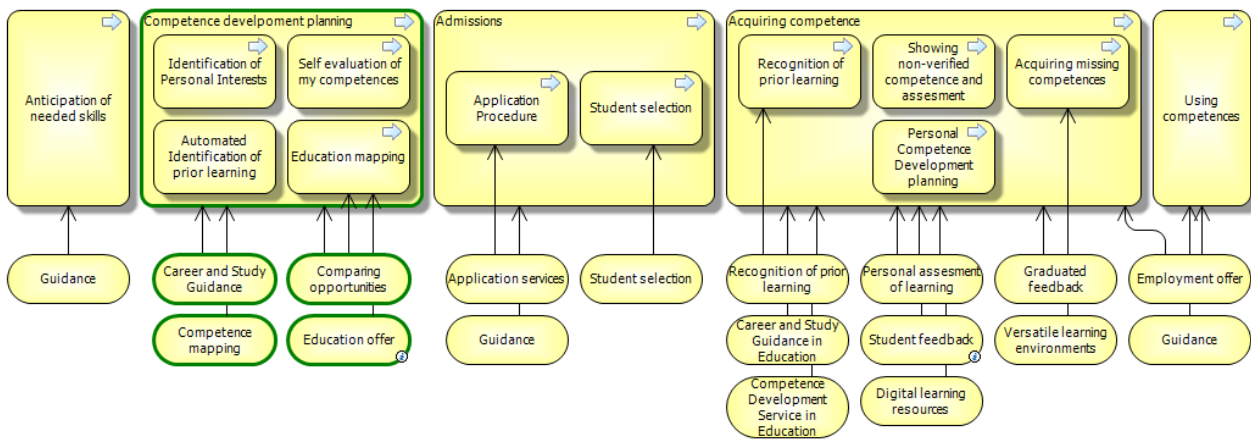 Competence develpoment planning
Admissions
Acquiring competence
Anticipation of
needed skills
Identification of
Personal Interests
Self evaluation of
my competences
Automated
Identification of
prior learning
Education mapping
Application
Procedure
Student selection
Recognition of
prior learning
Showing
non-verified
competence and
assesment
Acquiring missing
competences
Personal
Competence
Development
planning
Using
competences
Guidance
Career and Study
Guidance
Comparing
opportunities
Application services
Student selection
Recognition of prior
learning
Personal assesment
of learning
Graduated
feedback
Employment offer
Competence
mapping
Education offer
Guidance
Career and Study
Guidance in
Education
Student feedback
Versatile learning
environments
Guidance
Competence
Development
Service in
Education
Digital learning
resources